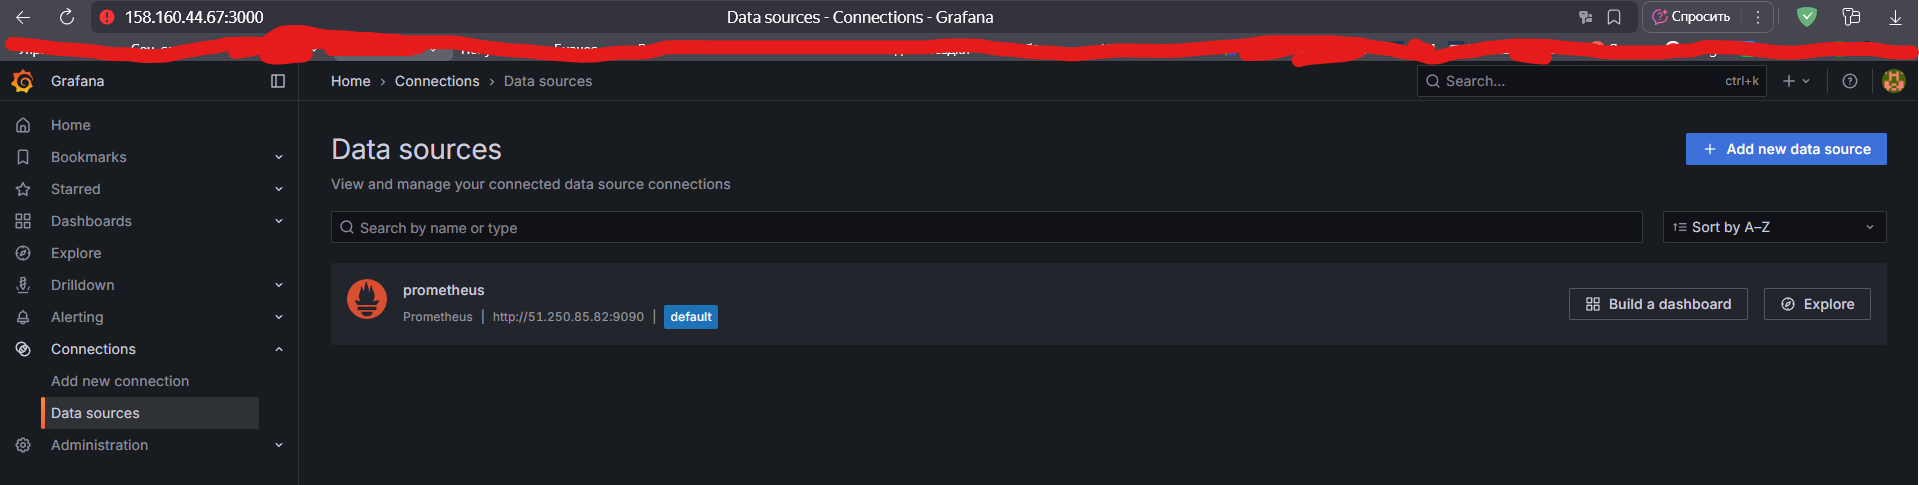 158.160.44.67:3000
Data sources - Connections - Grafana
Спросить
Grafana
Home › Connections › Data sources
Search...
ctrl+k
Home
Bookmarks
Starred
Dashboards
Explore
Drilldown
Alerting
Connections
Add new connection
Data sources
Administration
Data sources
Add new data source
View and manage your connected data source connections
Search by name or type
Sort by A–Z
prometheus
Prometheus | http://51.250.85.82:9090 | default
Build a dashboard
Explore